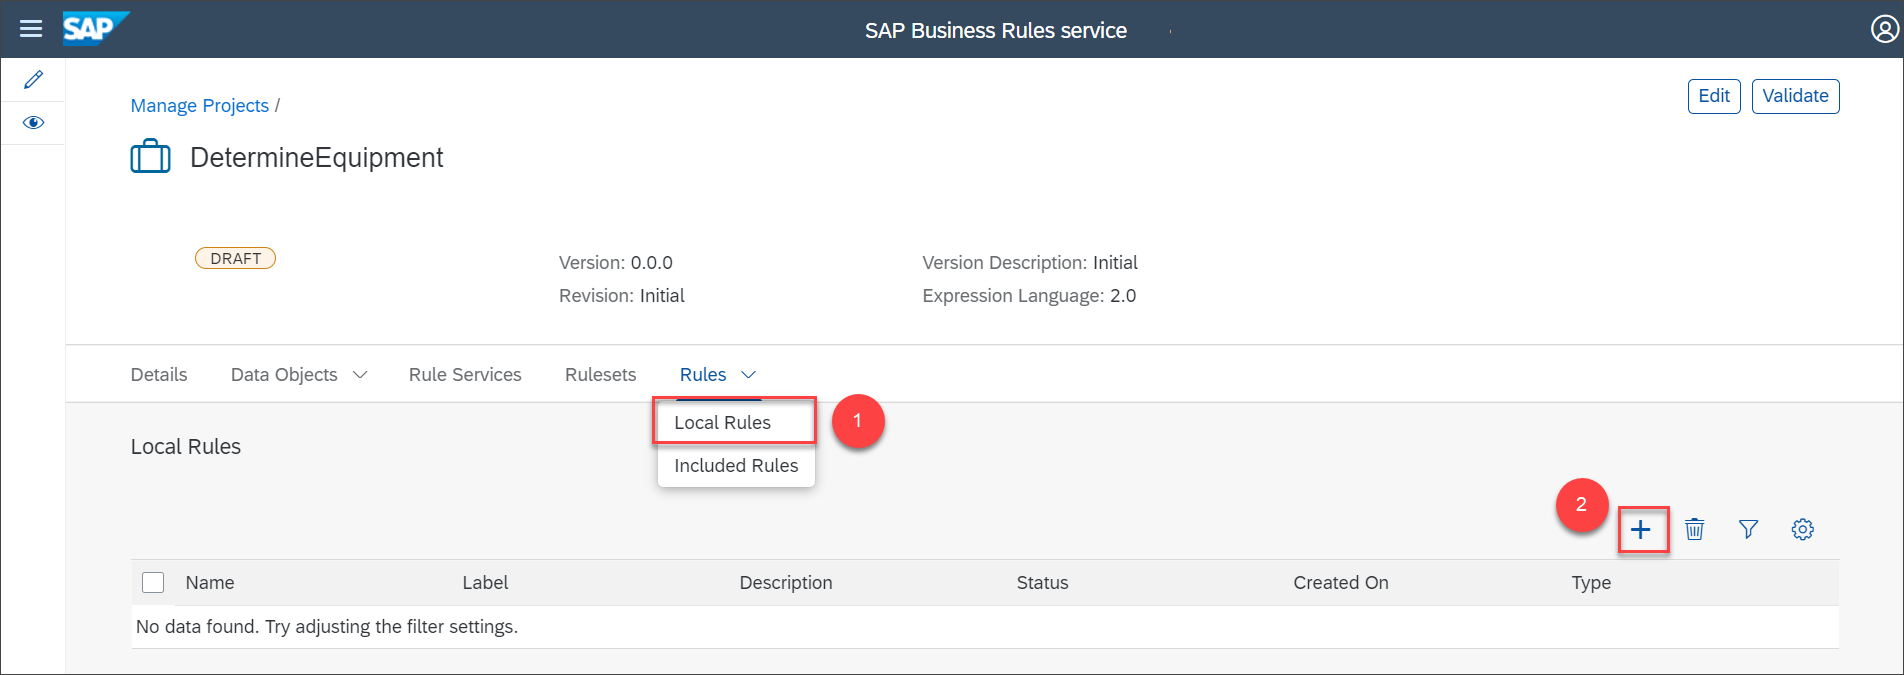 SAP SAP Business Rules service
Manage Projects /
Edit Validate
DetermineEquipment
DRAFT
Version: 0.0.0
Version Description: Initial
Revision: Initial
Expression Language: 2.0
Details Data Objects Rule Services Rulesets Rules
Local Rules
1
Included Rules
Local Rules
2
Name Label Description Status Created On Type
No data found. Try adjusting the filter settings.